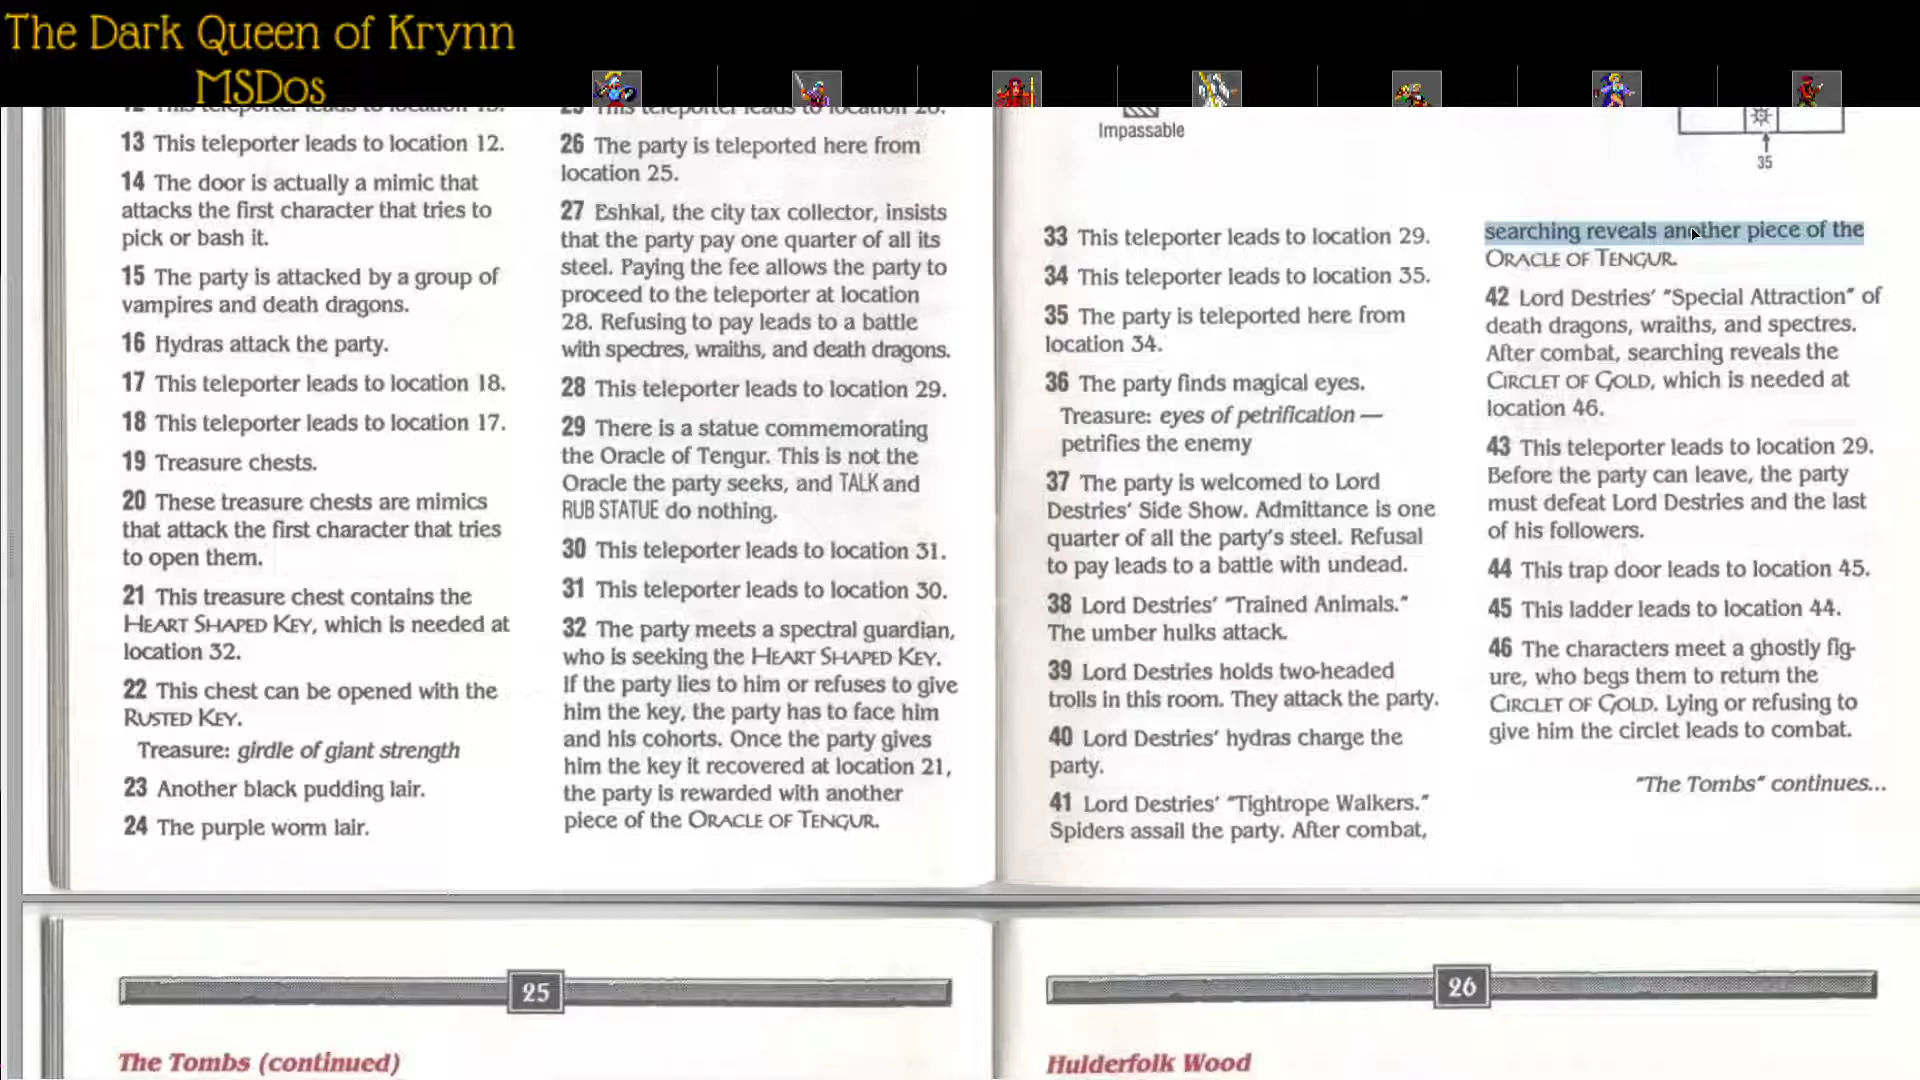 The Dark Queen of Krynn
MSDos
12 This teleporter leads to location 13.
13 This teleporter leads to location 12.
14 The door is actually a mimic that
attacks the first character that tries to
pick or bash it.
15 The party is attacked by a group of
vampires and death dragons.
16 Hydras attack the party.
17 This teleporter leads to location 18.
18 This teleporter leads to location 17.
19 Treasure chests.
20 These treasure chests are mimics
that attack the first character that tries
to open them.
21 This treasure chest contains the
HEART SHAPED KEY, which is needed at
location 32.
22 This chest can be opened with the
RUSTED KEY.
Treasure: girdle of giant strength
23 Another black pudding lair.
24 The purple worm lair.
25 This teleporter leads to location 26.
26 The party is teleported here from
location 25.
27 Eshkal, the city tax collector, insists
that the party pay one quarter of all its
steel. Paying the fee allows the party to
proceed to the teleporter at location
28. Refusing to pay leads to a battle
with spectres, wraiths, and death dragons.
28 This teleporter leads to location 29.
29 There is a statue commemorating
the Oracle of Tengur. This is not the
Oracle the party seeks, and TALK and
RUB STATUE do nothing.
30 This teleporter leads to location 31.
31 This teleporter leads to location 30.
32 The party meets a spectral guardian,
who is seeking the HEART SHAPED KEY.
If the party lies to him or refuses to give
him the key, the party has to face him
and his cohorts. Once the party gives
him the key it recovered at location 21,
the party is rewarded with another
piece of the ORACLE OF TENGUR.
Impassable
35
33 This teleporter leads to location 29.
34 This teleporter leads to location 35.
35 The party is teleported here from
location 34.
36 The party finds magical eyes.
Treasure: eyes of petrification —
petrifies the enemy
37 The party is welcomed to Lord
Destries' Side Show. Admittance is one
quarter of all the party's steel. Refusal
to pay leads to a battle with undead.
38 Lord Destries' "Trained Animals."
The umber hulks attack.
39 Lord Destries holds two-headed
trolls in this room. They attack the party.
40 Lord Destries' hydras charge the
party.
41 Lord Destries' "Tightrope Walkers."
Spiders assail the party. After combat,
searching reveals another piece of the
ORACLE OF TENGUR.
42 Lord Destries' "Special Attraction" of
death dragons, wraiths, and spectres.
After combat, searching reveals the
CIRCLET OF GOLD, which is needed at
location 46.
43 This teleporter leads to location 29.
Before the party can leave, the party
must defeat Lord Destries and the last
of his followers.
44 This trap door leads to location 45.
45 This ladder leads to location 44.
46 The characters meet a ghostly fig-
ure, who begs them to return the
CIRCLET OF GOLD. Lying or refusing to
give him the circlet leads to combat.
"The Tombs" continues...
25
The Tombs (continued)
26
Hulderfolk Wood